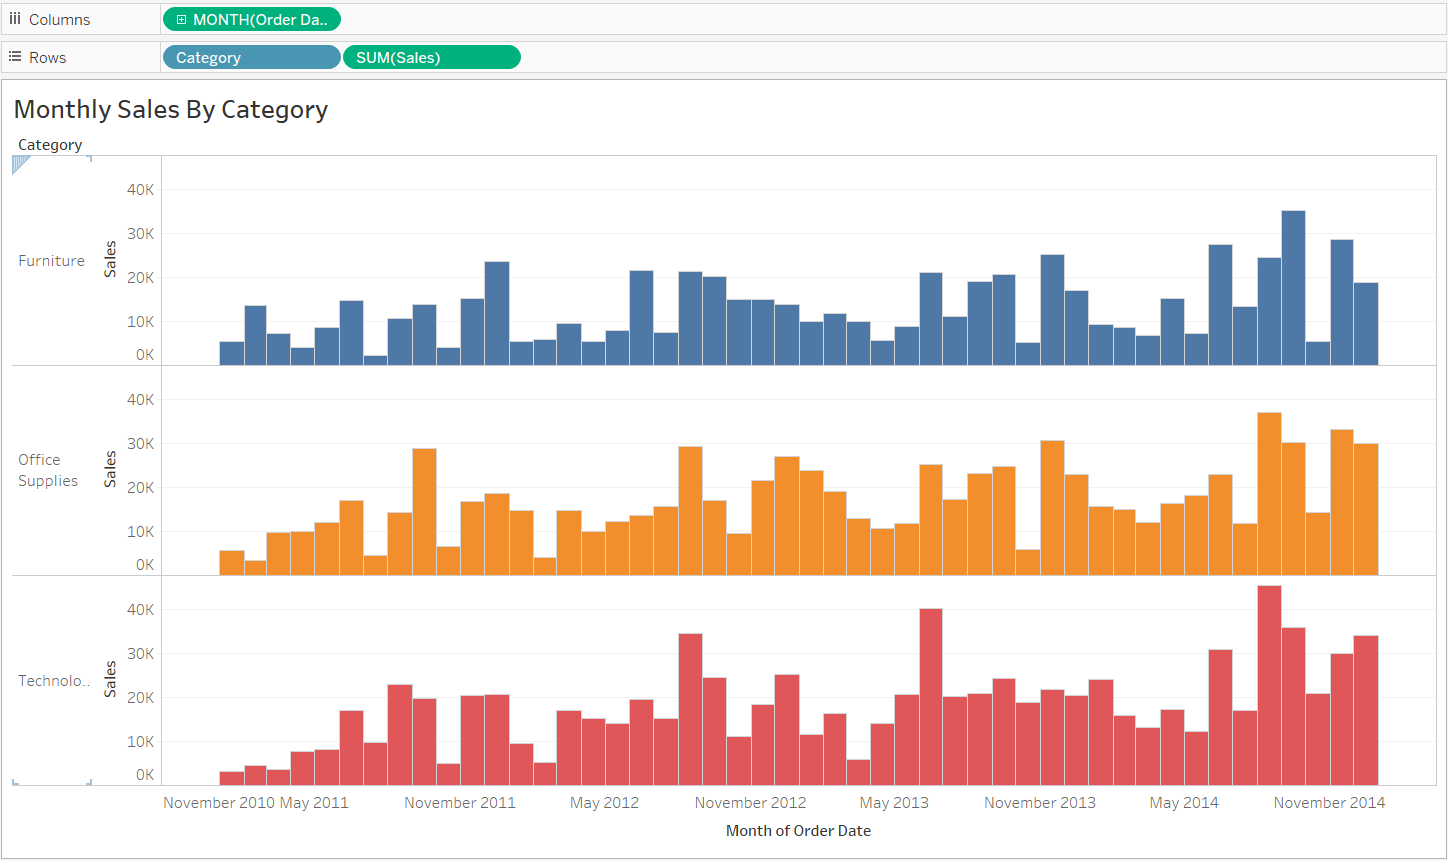 Columns
MONTH(Order Da..
Rows
Category
SUM(Sales)
Monthly Sales By Category
Category
Furniture
Sales
40K
30K
20K
10K
0K
Office
Supplies
Sales
40K
30K
20K
10K
0K
Technolo..
Sales
40K
30K
20K
10K
0K
November 2010 May 2011 November 2011 May 2012 November 2012 May 2013 November 2013 May 2014 November 2014
Month of Order Date